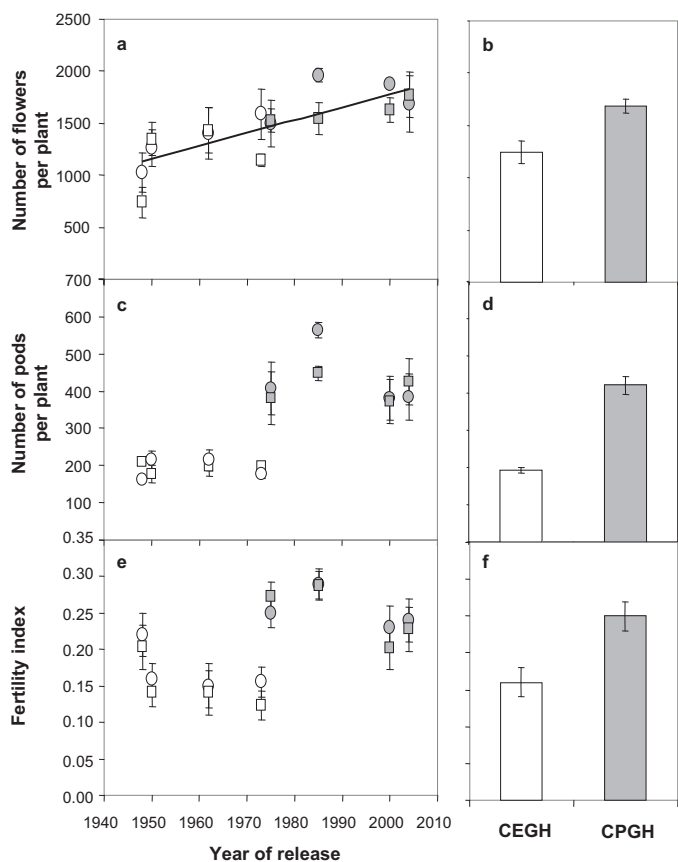 2500
2000
1500
1000
500
Number of flowers
per plant
a
b
700
600
500
400
300
200
100
Number of pods
per plant
c
d
0.35
0.30
0.25
0.20
0.15
0.10
0.05
0.00
Fertility index
e
f
1940 1950 1960 1970 1980 1990 2000 2010
Year of release
CEGH CPGH